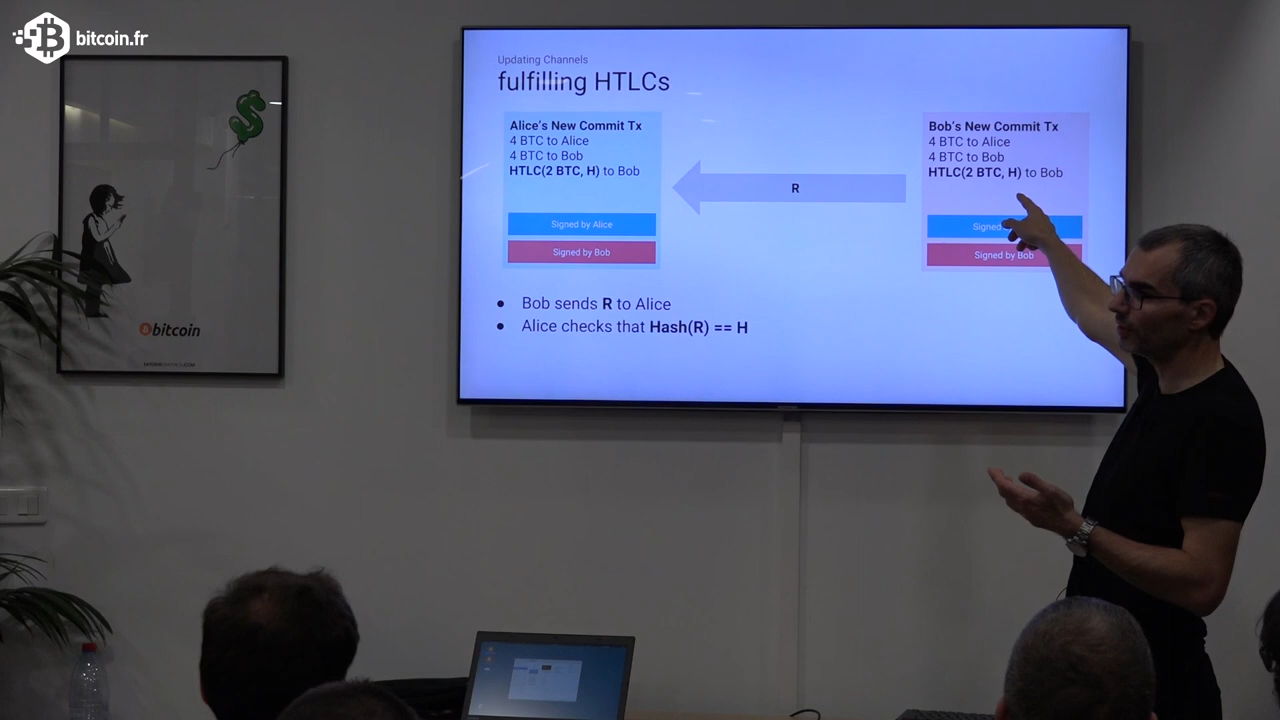 bitcoin.fr
Updating Channels
fulfilling HTLCs
Alice's New Commit Tx
4 BTC to Alice
4 BTC to Bob
HTLC(2 BTC, H) to Bob
Signed by Alice
Signed by Bob
R
Bob's New Commit Tx
4 BTC to Alice
4 BTC to Bob
HTLC(2 BTC, H) to Bob
Signed
Signed by Bob
Bob sends R to Alice
Alice checks that Hash(R) == H
bitcoin